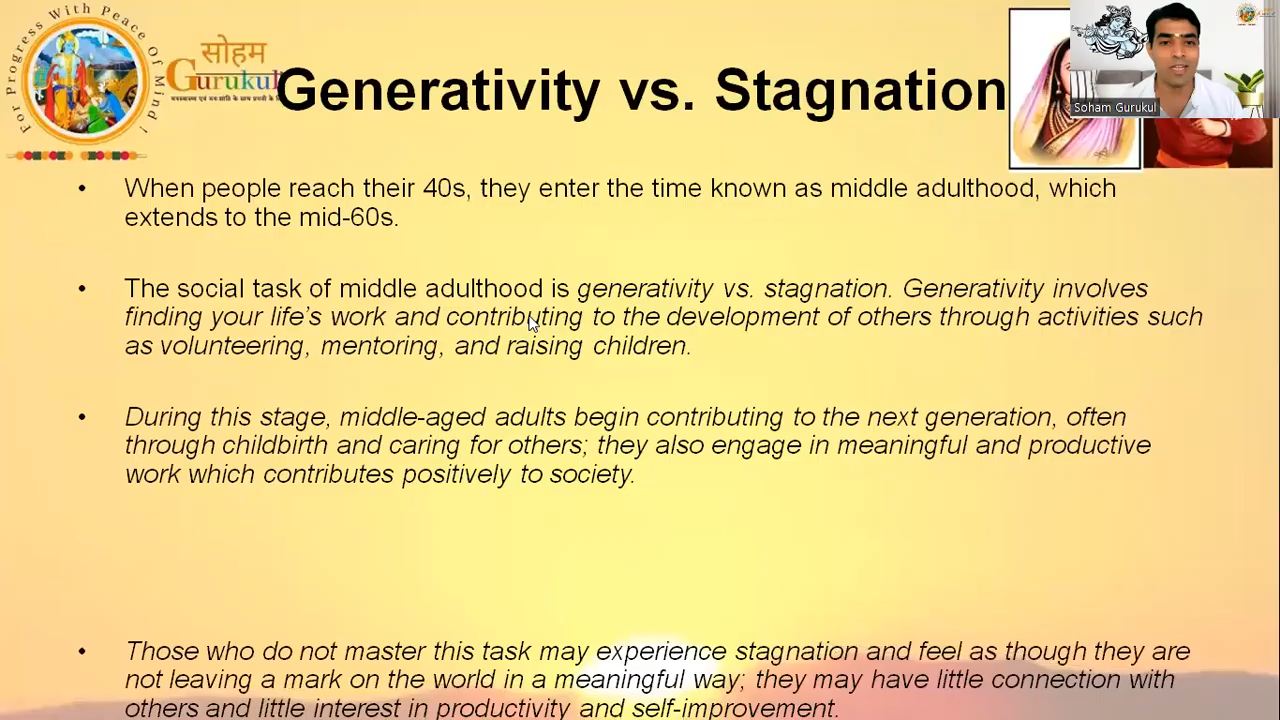 For Progress With Peace Of Mind !
सोहम
Gurukul
Generativity vs. Stagnation
Soham Gurukul
• When people reach their 40s, they enter the time known as middle adulthood, which
extends to the mid-60s.
• The social task of middle adulthood is generativity vs. stagnation. Generativity involves
finding your life’s work and contributing to the development of others through activities such
as volunteering, mentoring, and raising children.
• During this stage, middle-aged adults begin contributing to the next generation, often
through childbirth and caring for others; they also engage in meaningful and productive
work which contributes positively to society.
• Those who do not master this task may experience stagnation and feel as though they are
not leaving a mark on the world in a meaningful way; they may have little connection with
others and little interest in productivity and self-improvement.